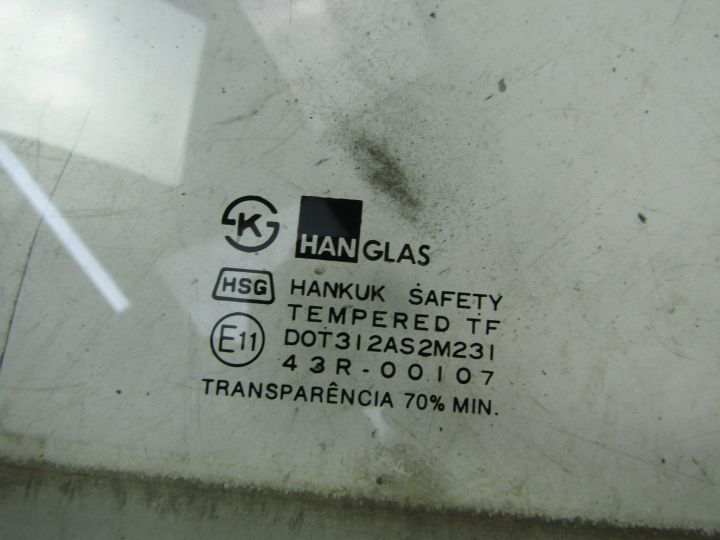 K HANGLAS
HSG HANKUK SAFETY
TEMPERED TF
E11 DOT312AS2M231
43R-00107
TRANSPARÊNCIA 70% MIN.